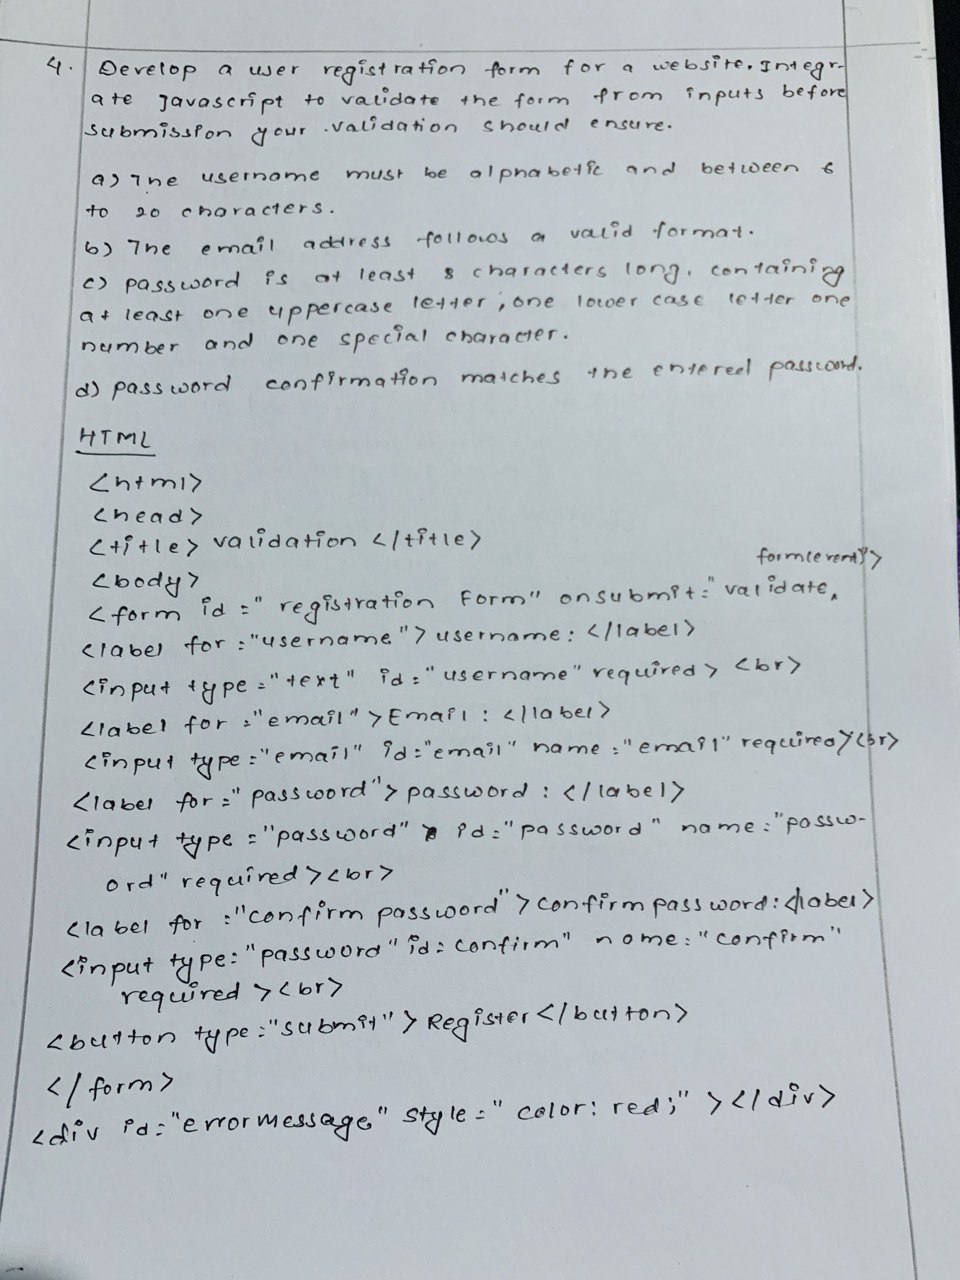 4. Develop a user registration form for a website. Integr-
ate Javascript to validate the form from inputs before
submission your validation should ensure.
a) The username must be alphabetic and between 6
to 20 characters.
b) The email address follows a valid format.
c) password is at least 8 characters long, containing
at least one uppercase letter, one lower case letter one
number and one special character.
d) password confirmation matches the entered password.
HTML
<html>
<head>
<title> validation </title>
<body>
form(event)">
<form id = "registration Form" onsubmit = "validate,
<label for = "username"> username: </label>
<input type = "text" id = "username" required> <br>
<label for = "email"> Email : </label>
<input type = "email" id = "email" name = "email" required><br>
<label for = "password"> password : </label>
<input type = "password" id = "password" name = "passw-
ord" required><br>
<label for = "confirm password"> confirm password: </label>
<input type = "password" id = confirm" name = "confirm"
required><br>
<button type = "submit"> Register </button>
</form>
<div id = "errormessage" style = "color: red;"></div>